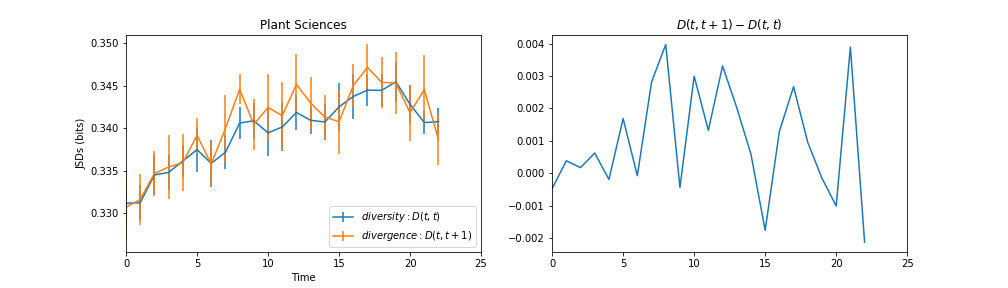 Plant Sciences
JSDs (bits)
0.350
0.345
0.340
0.335
0.330
0 5 10 15 20 25
Time
diversity : D(t, t)
divergence : D(t, t + 1)
D(t, t + 1) − D(t, t)
0.004
0.003
0.002
0.001
0.000
−0.001
−0.002
0 5 10 15 20 25